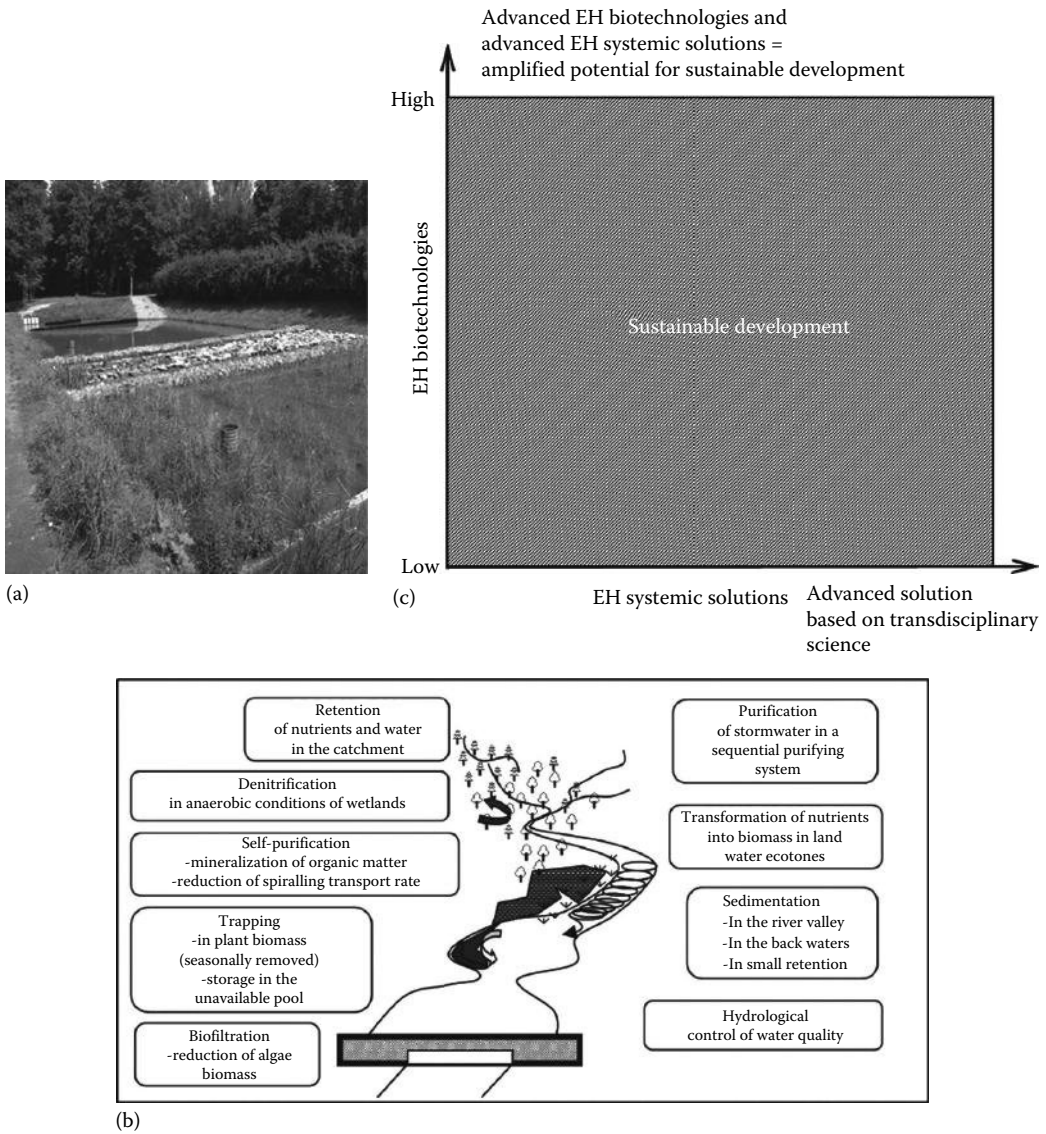 Advanced EH biotechnologies and
advanced EH systemic solutions =
amplified potential for sustainable development
High
EH biotechnologies
Sustainable development
Low
(a)
(c)
EH systemic solutions
Advanced solution
based on transdisciplinary
science
Retention
of nutrients and water
in the catchment
Denitrification
in anaerobic conditions of wetlands
Self-purification
-mineralization of organic matter
-reduction of spiralling transport rate
Trapping
-in plant biomass
(seasonally removed)
-storage in the
unavailable pool
Biofiltration
-reduction of algae
biomass
Purification
of stormwater in a
sequential purifying
system
Transformation of nutrients
into biomass in land
water ecotones
Sedimentation
-In the river valley
-In the back waters
-In small retention
Hydrological
control of water quality
(b)